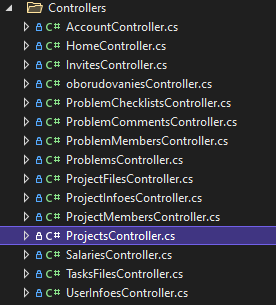 Controllers
C# AccountController.cs
C# HomeController.cs
C# InvitesController.cs
C# oborudovaniesController.cs
C# ProblemChecklistsController.cs
C# ProblemCommentsController.cs
C# ProblemMembersController.cs
C# ProblemsController.cs
C# ProjectFilesController.cs
C# ProjectInfoesController.cs
C# ProjectMembersController.cs
C# ProjectsController.cs
C# SalariesController.cs
C# TasksFilesController.cs
C# UserInfoesController.cs